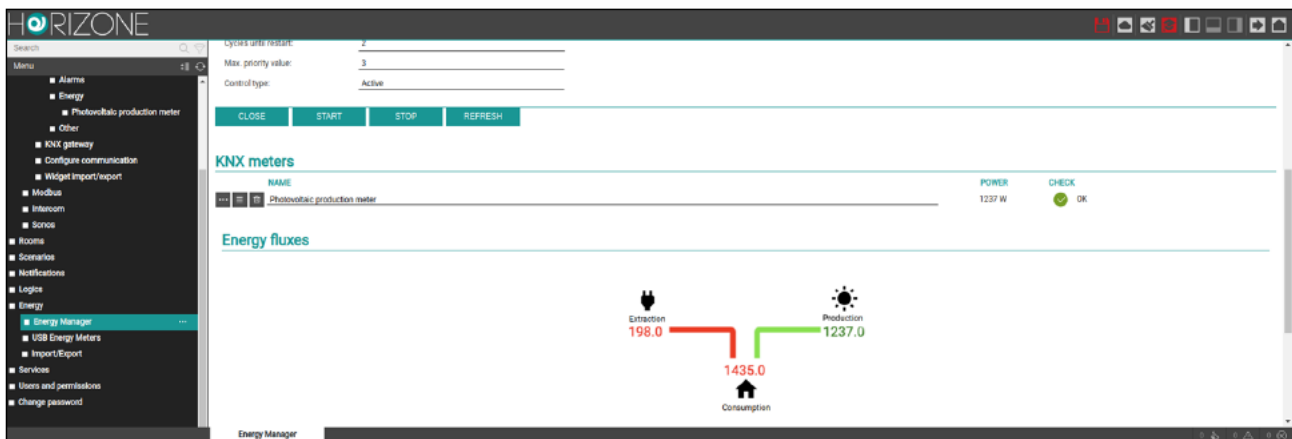 HORIZONE
Search
Menu
Alarms
Energy
Photovoltaic production meter
Other
KNX gateway
Configure communication
Widget import/export
Modbus
Intercom
Sonos
Rooms
Scenarios
Notifications
Logics
Energy
Energy Manager ...
USB Energy Meters
Import/Export
Services
Users and permissions
Change password
Cycles until restart: 2
Max. priority value: 3
Control type: Active
CLOSE START STOP REFRESH
KNX meters
NAME POWER CHECK
Photovoltaic production meter 1237 W OK
Energy fluxes
Extraction Production
198.0 1237.0
1435.0
Consumption
Energy Manager
0 0 0